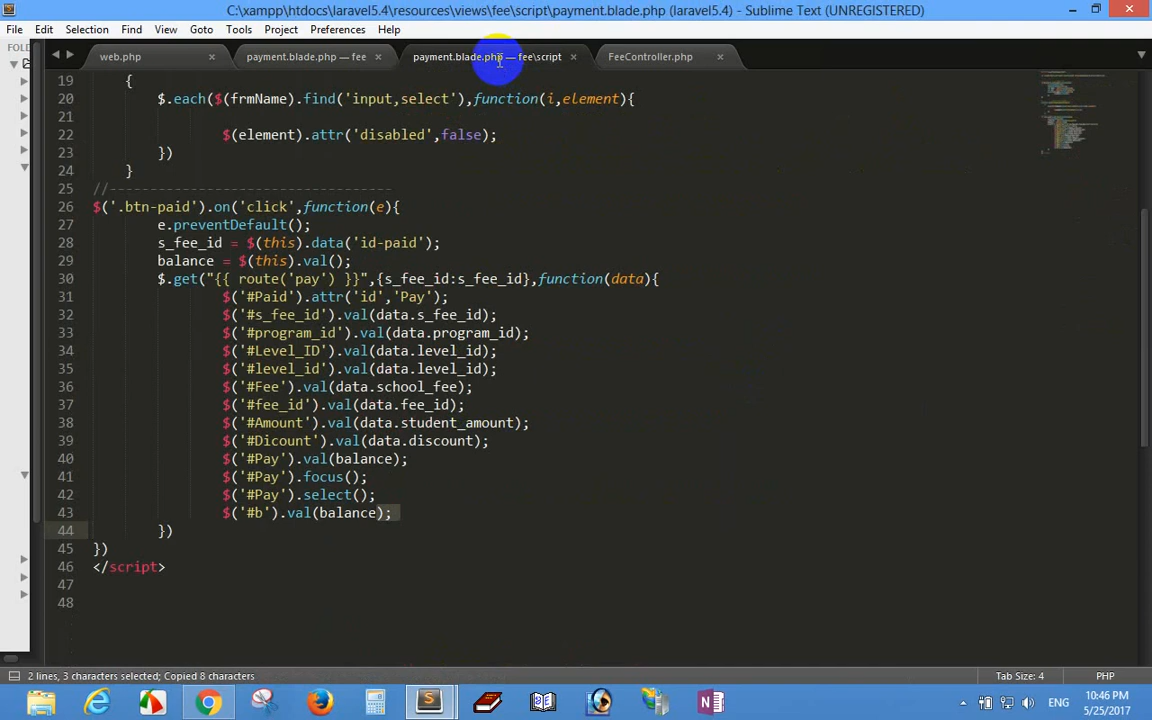 C:\xampp\htdocs\laravel5.4\resources\views\fee\script\payment.blade.php (laravel5.4) - Sublime Text (UNREGISTERED)
File Edit Selection Find View Goto Tools Project Preferences Help
FOL
web.php payment.blade.php — fee payment.blade.php — fee\script FeeController.php
19 {
20 $.each($(frmName).find('input,select'),function(i,element){
21
22 $(element).attr('disabled',false);
23 })
24 }
25 //-----------------------------------
26 $('.btn-paid').on('click',function(e){
27 e.preventDefault();
28 s_fee_id = $(this).data('id-paid');
29 balance = $(this).val();
30 $.get("{{ route('pay') }}",{s_fee_id:s_fee_id},function(data){
31 $('#Paid').attr('id','Pay');
32 $('#s_fee_id').val(data.s_fee_id);
33 $('#program_id').val(data.program_id);
34 $('#Level_ID').val(data.level_id);
35 $('#level_id').val(data.level_id);
36 $('#Fee').val(data.school_fee);
37 $('#fee_id').val(data.fee_id);
38 $('#Amount').val(data.student_amount);
39 $('#Dicount').val(data.discount);
40 $('#Pay').val(balance);
41 $('#Pay').focus();
42 $('#Pay').select();
43 $('#b').val(balance);
44 })
45 })
46 </script>
47
48
2 lines, 3 characters selected; Copied 8 characters Tab Size: 4 PHP
ENG 10:46 PM
5/25/2017